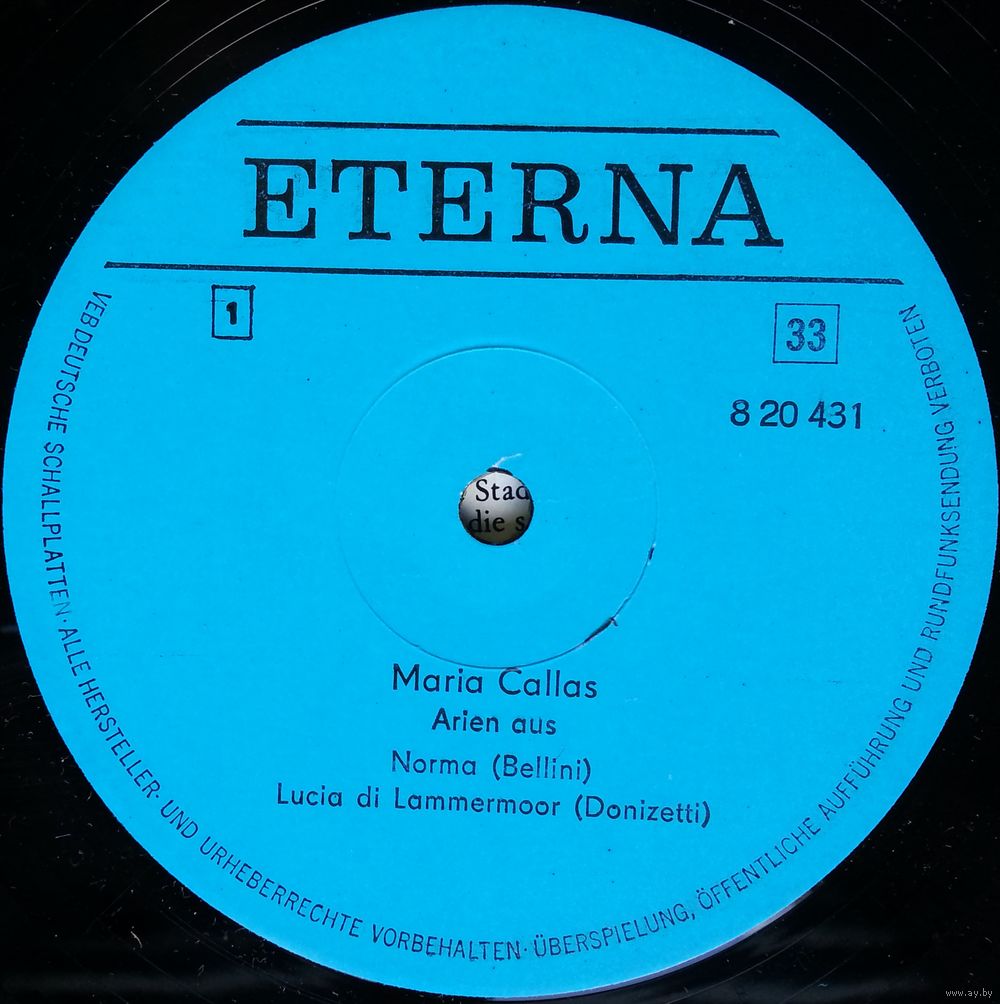 ETERNA
1
33
8 20 431
Stad
die s
Maria Callas
Arien aus
Norma (Bellini)
Lucia di Lammermoor (Donizetti)
VEB DEUTSCHE SCHALLPLATTEN · ALLE HERSTELLER- UND URHEBERRECHTE VORBEHALTEN · ÜBERSPIELUNG, ÖFFENTLICHE AUFFÜHRUNG UND RUNDFUNKSENDUNG VERBOTEN
www.ay.by